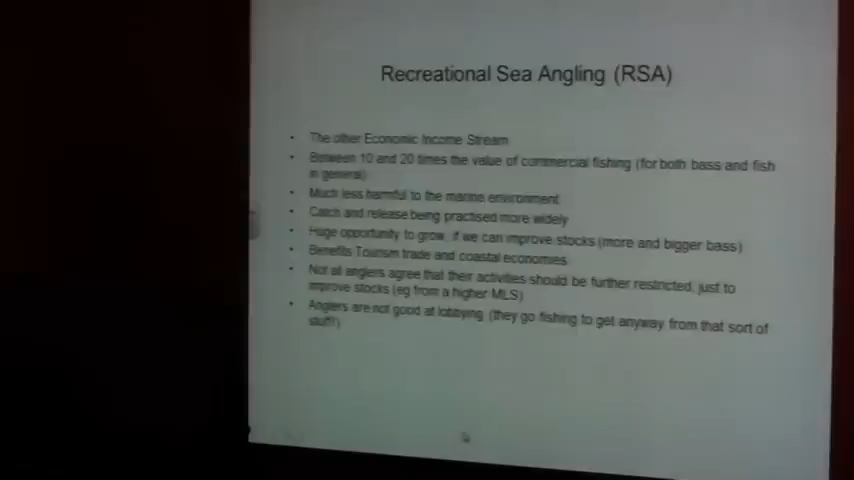 Recreational Sea Angling (RSA)
• The other Economic Income Stream
• Between 10 and 20 times the value of commercial fishing (for both bass and fish
in general)
• Much less harmful to the marine environment
• Catch and release being practised more widely
• Huge opportunity to grow, if we can improve stocks (more and bigger bass)
• Benefits Tourism trade and coastal economies
• Not all anglers agree that their activities should be further restricted, just to
improve stocks (eg from a higher MLS)
• Anglers are not good at lobbying (they go fishing to get anyway from that sort of
stuff!)